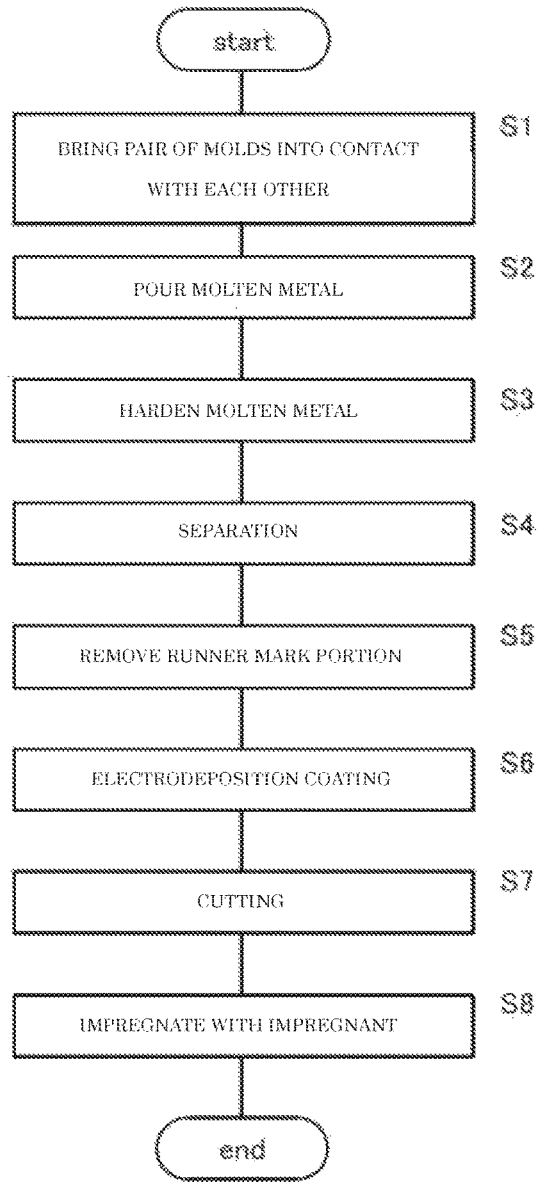 start
S1
BRING PAIR OF MOLDS INTO CONTACT
WITH EACH OTHER
S2
POUR MOLTEN METAL
S3
HARDEN MOLTEN METAL
S4
SEPARATION
S5
REMOVE RUNNER MARK PORTION
S6
ELECTRODEPOSITION COATING
S7
CUTTING
S8
IMPREGNATE WITH IMPREGNANT
end